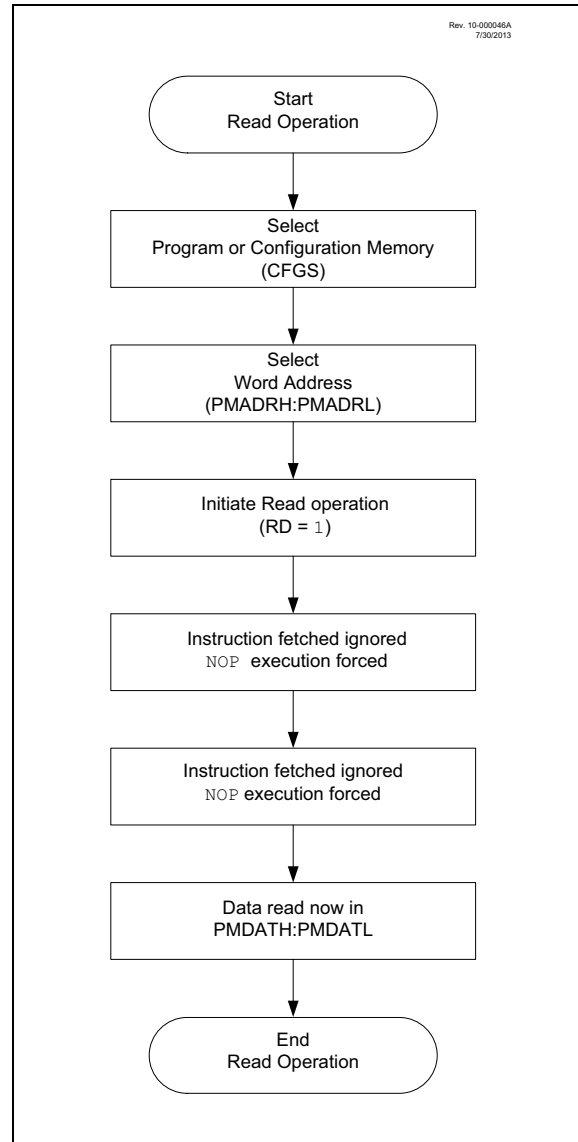 Rev. 10-000046A
7/30/2013
Start
Read Operation
Select
Program or Configuration Memory
(CFGS)
Select
Word Address
(PMADRH:PMADRL)
Initiate Read operation
(RD = 1)
Instruction fetched ignored
NOP execution forced
Instruction fetched ignored
NOP execution forced
Data read now in
PMDATH:PMDATL
End
Read Operation